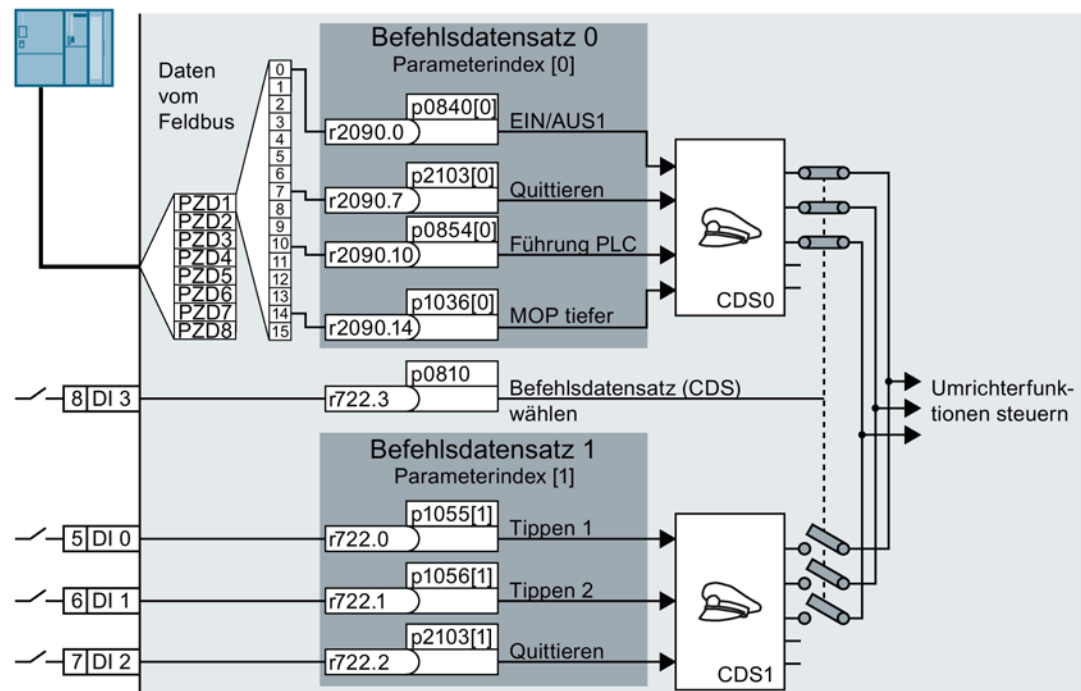 Befehlsdatensatz 0
Parameterindex [0]
Daten
vom
Feldbus
0
1
2
3
4
5
6
7
8
9
10
11
12
13
14
15
PZD1
PZD2
PZD3
PZD4
PZD5
PZD6
PZD7
PZD8
p0840[0]
r2090.0
EIN/AUS1
p2103[0]
r2090.7
Quittieren
p0854[0]
r2090.10
Führung PLC
p1036[0]
r2090.14
MOP tiefer
CDS0
8 DI 3
p0810
r722.3
Befehlsdatensatz (CDS)
wählen
Umrichterfunk-
tionen steuern
Befehlsdatensatz 1
Parameterindex [1]
5 DI 0
p1055[1]
r722.0
Tippen 1
6 DI 1
p1056[1]
r722.1
Tippen 2
7 DI 2
p2103[1]
r722.2
Quittieren
CDS1